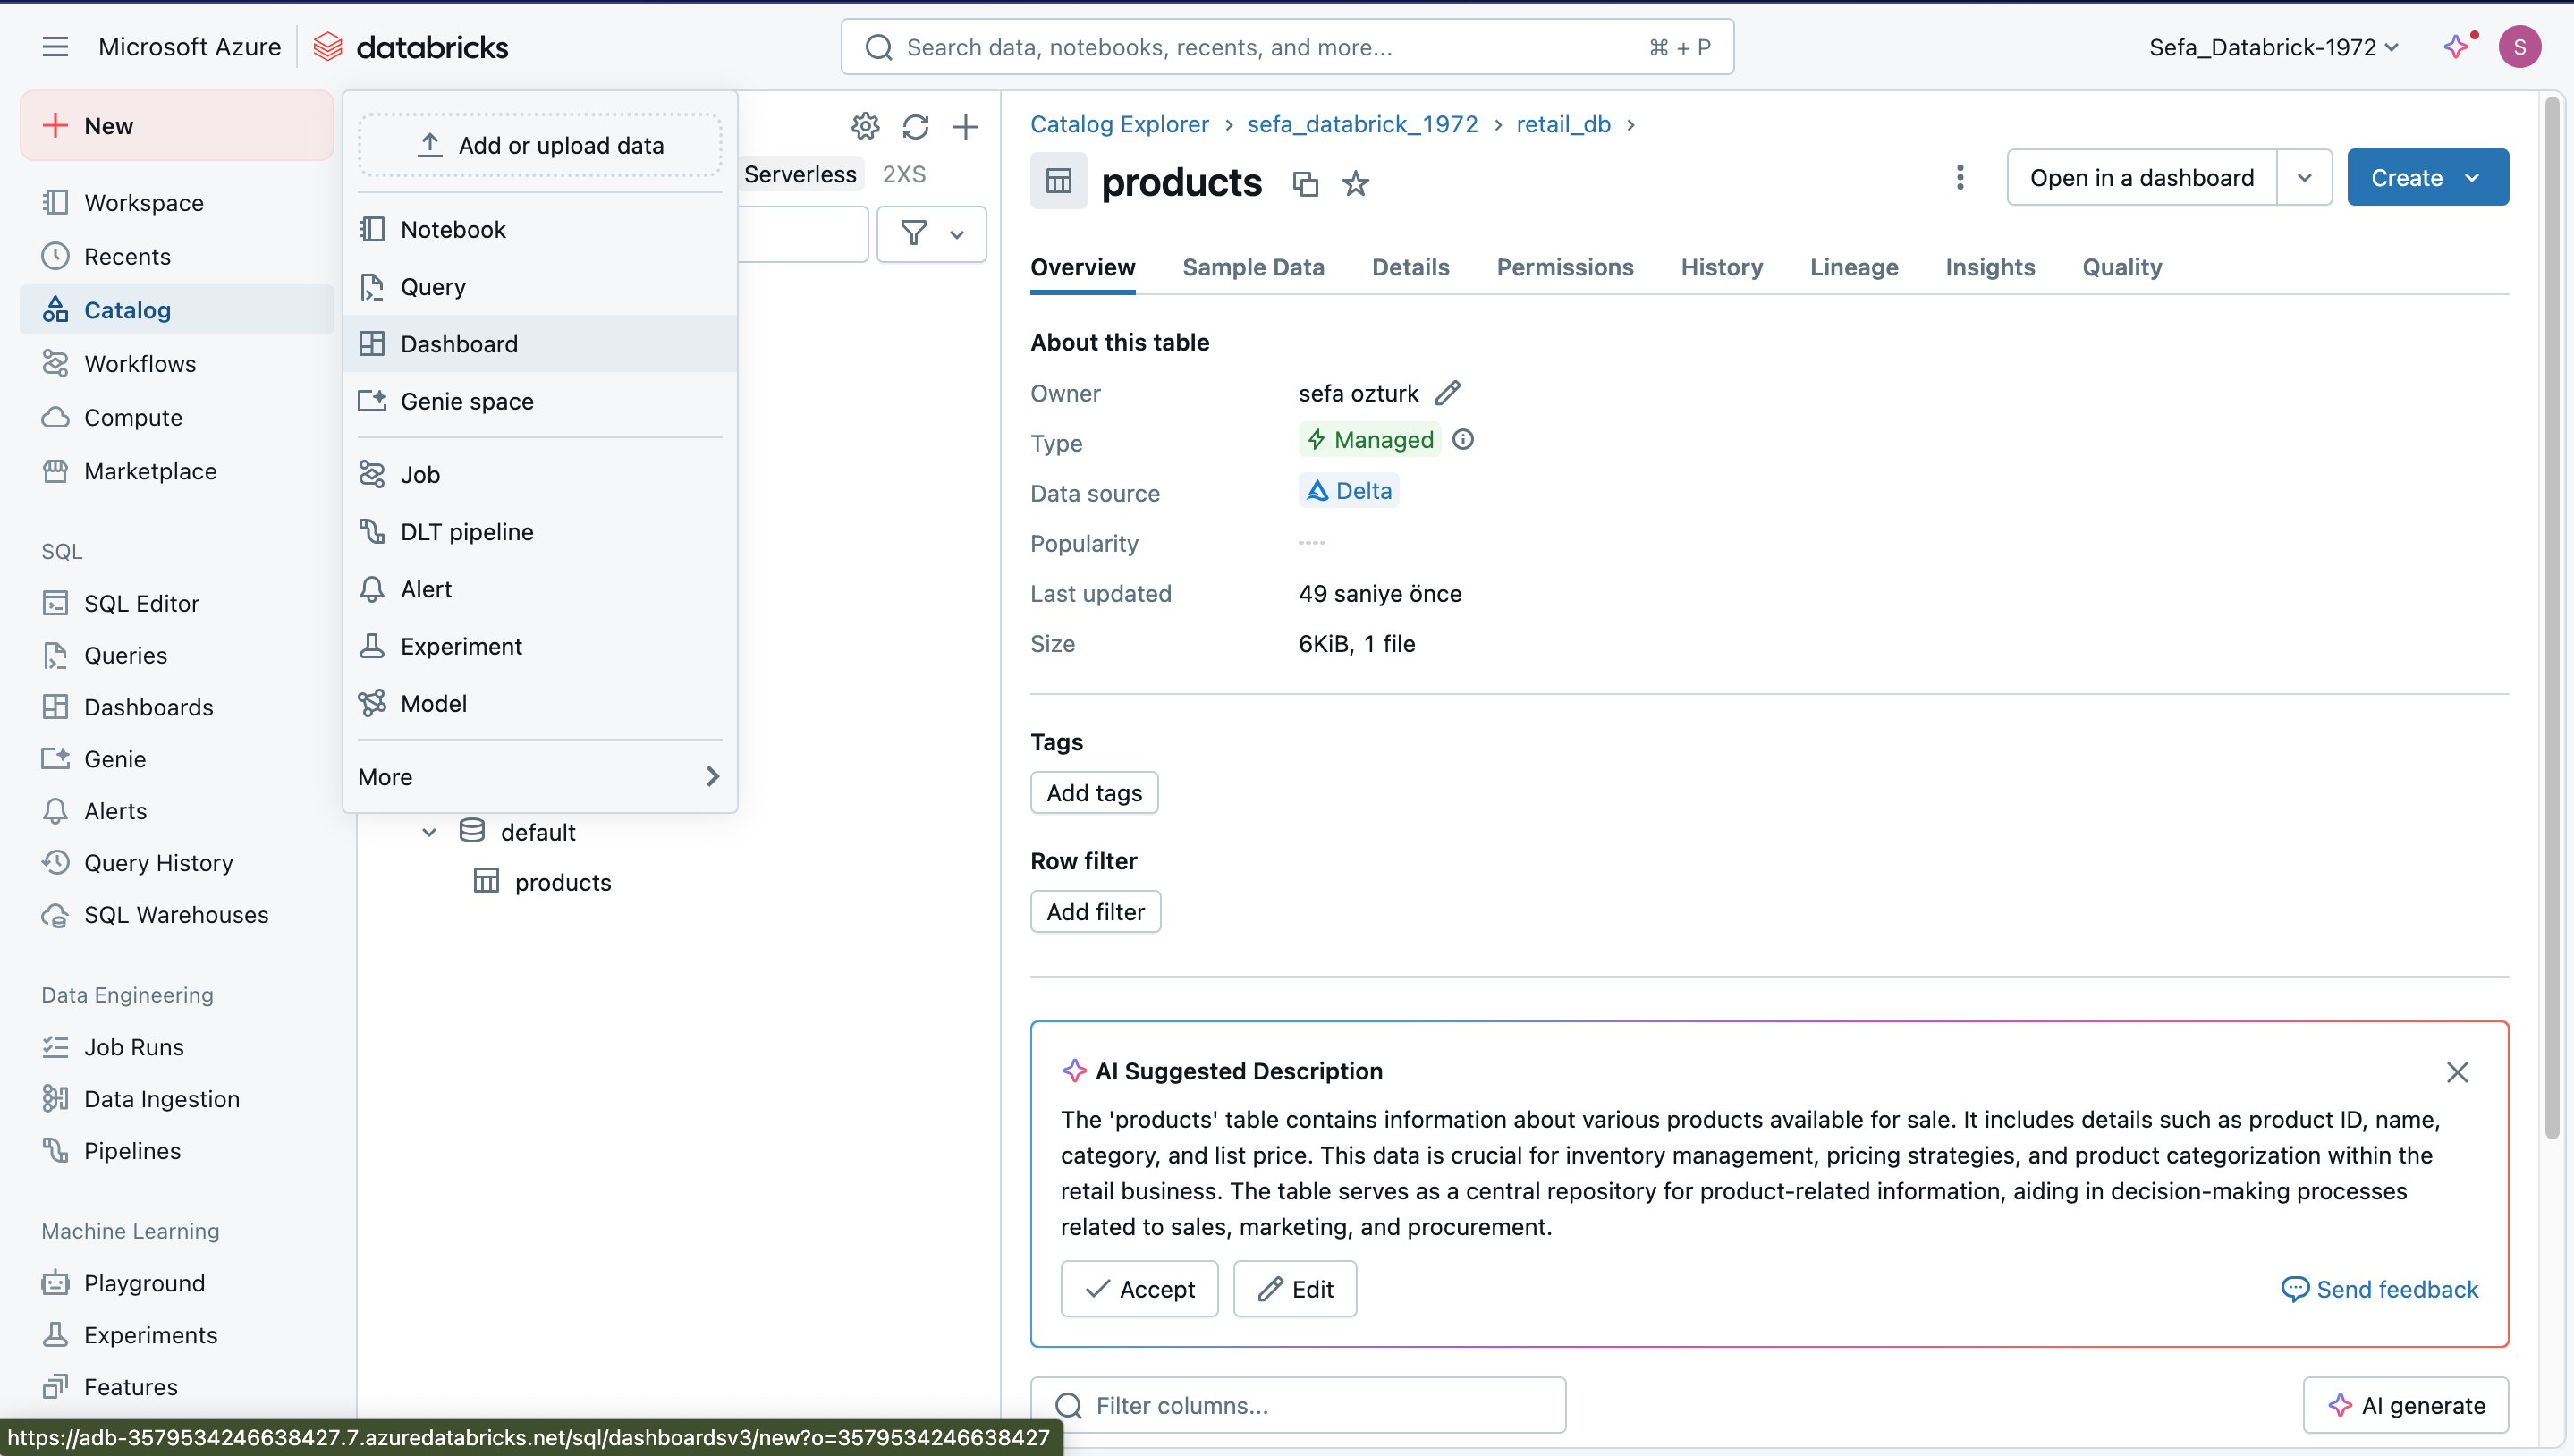 Microsoft Azure databricks
Search data, notebooks, recents, and more... ⌘ + P
Sefa_Databrick-1972
S
New
Workspace
Recents
Catalog
Workflows
Compute
Marketplace
SQL
SQL Editor
Queries
Dashboards
Genie
Alerts
Query History
SQL Warehouses
Data Engineering
Job Runs
Data Ingestion
Pipelines
Machine Learning
Playground
Experiments
Features
Add or upload data
Notebook
Query
Dashboard
Genie space
Job
DLT pipeline
Alert
Experiment
Model
More
Serverless 2XS
default
products
Catalog Explorer › sefa_databrick_1972 › retail_db ›
products
Open in a dashboard
Create
Overview Sample Data Details Permissions History Lineage Insights Quality
About this table
Owner sefa ozturk
Type Managed
Data source Delta
Popularity
Last updated 49 saniye önce
Size 6KiB, 1 file
Tags
Add tags
Row filter
Add filter
AI Suggested Description
The 'products' table contains information about various products available for sale. It includes details such as product ID, name,
category, and list price. This data is crucial for inventory management, pricing strategies, and product categorization within the
retail business. The table serves as a central repository for product-related information, aiding in decision-making processes
related to sales, marketing, and procurement.
Accept Edit Send feedback
Filter columns... AI generate
https://adb-3579534246638427.7.azuredatabricks.net/sql/dashboardsv3/new?o=3579534246638427